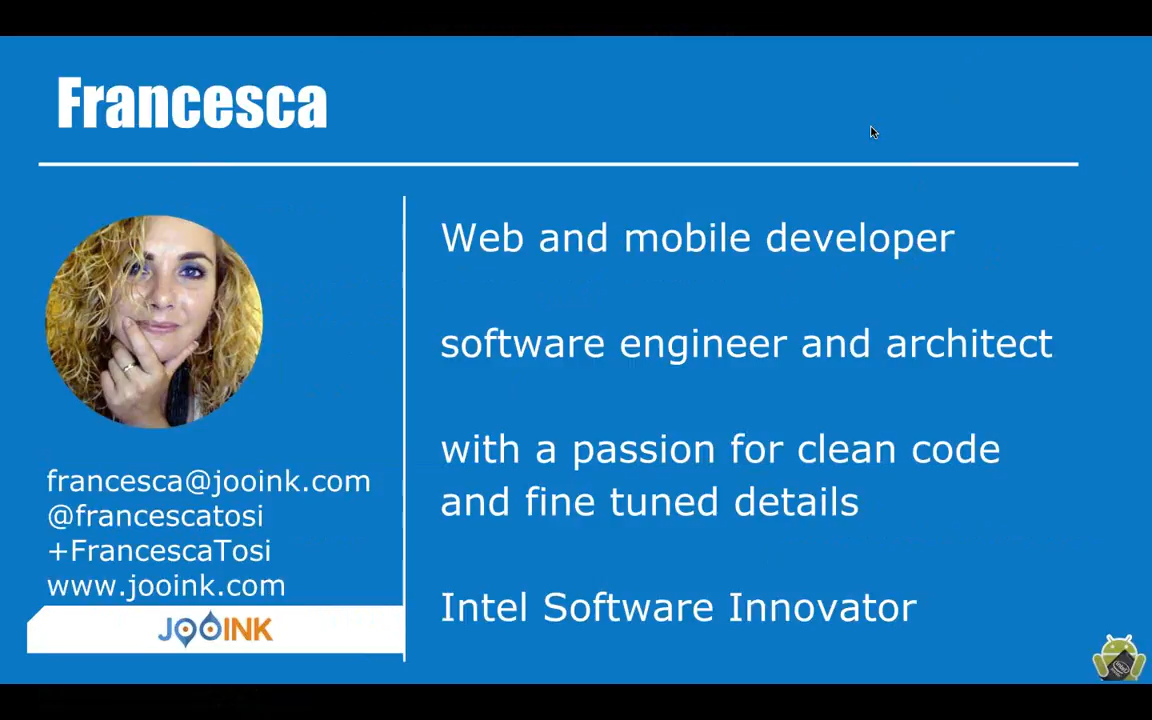 Francesca
Web and mobile developer
software engineer and architect
with a passion for clean code
and fine tuned details
Intel Software Innovator
francesca@jooink.com
@francescatosi
+FrancescaTosi
www.jooink.com
JOOINK